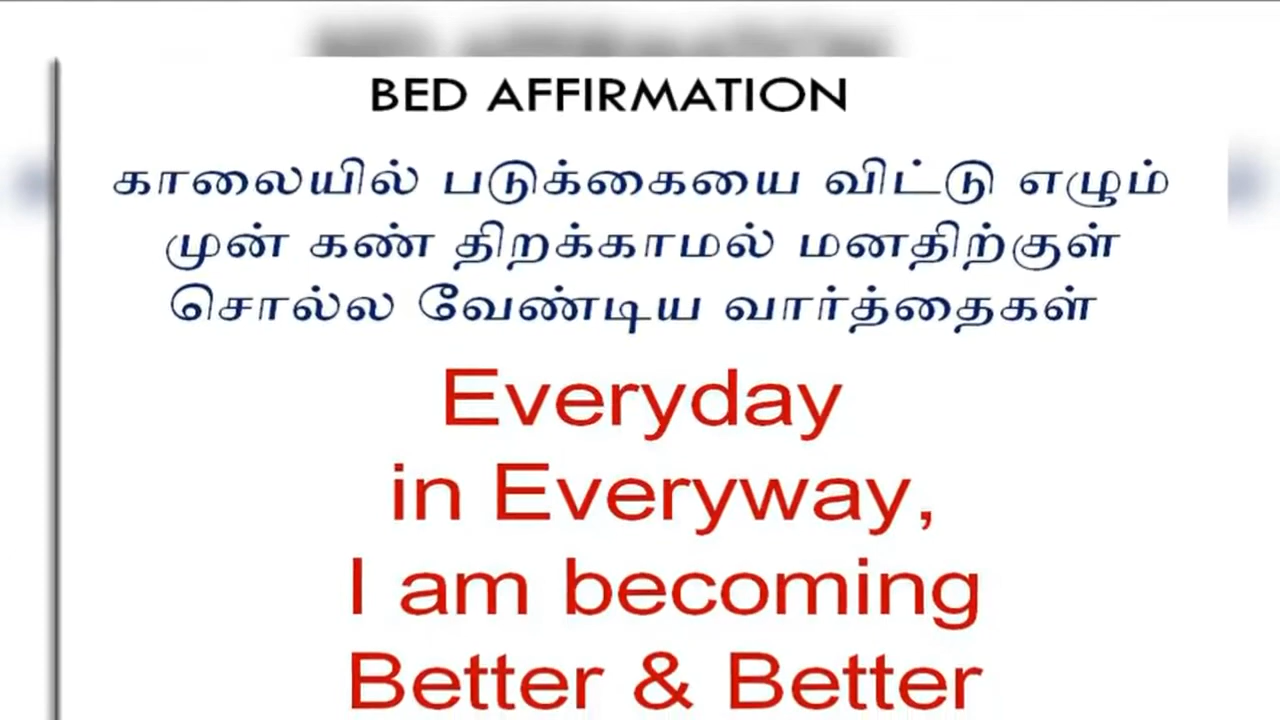 BED AFFIRMATION
காலையில் படுக்கையை விட்டு எழும்
முன் கண் திறக்காமல் மனதிற்குள்
சொல்ல வேண்டிய வார்த்தைகள்
Everyday
in Everyway,
I am becoming
Better & Better